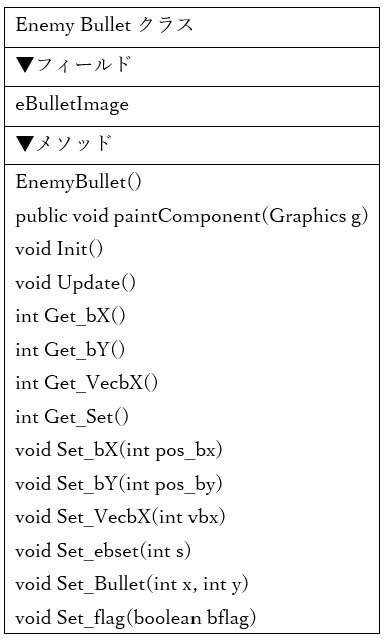 Enemy Bullet クラス
▼フィールド
eBulletImage
▼メソッド
EnemyBullet()
public void paintComponent(Graphics g)
void Init()
void Update()
int Get_bX()
int Get_bY()
int Get_VecbX()
int Get_Set()
void Set_bX(int pos_bx)
void Set_bY(int pos_by)
void Set_VecbX(int vbx)
void Set_ebset(int s)
void Set_Bullet(int x, int y)
void Set_flag(boolean bflag)